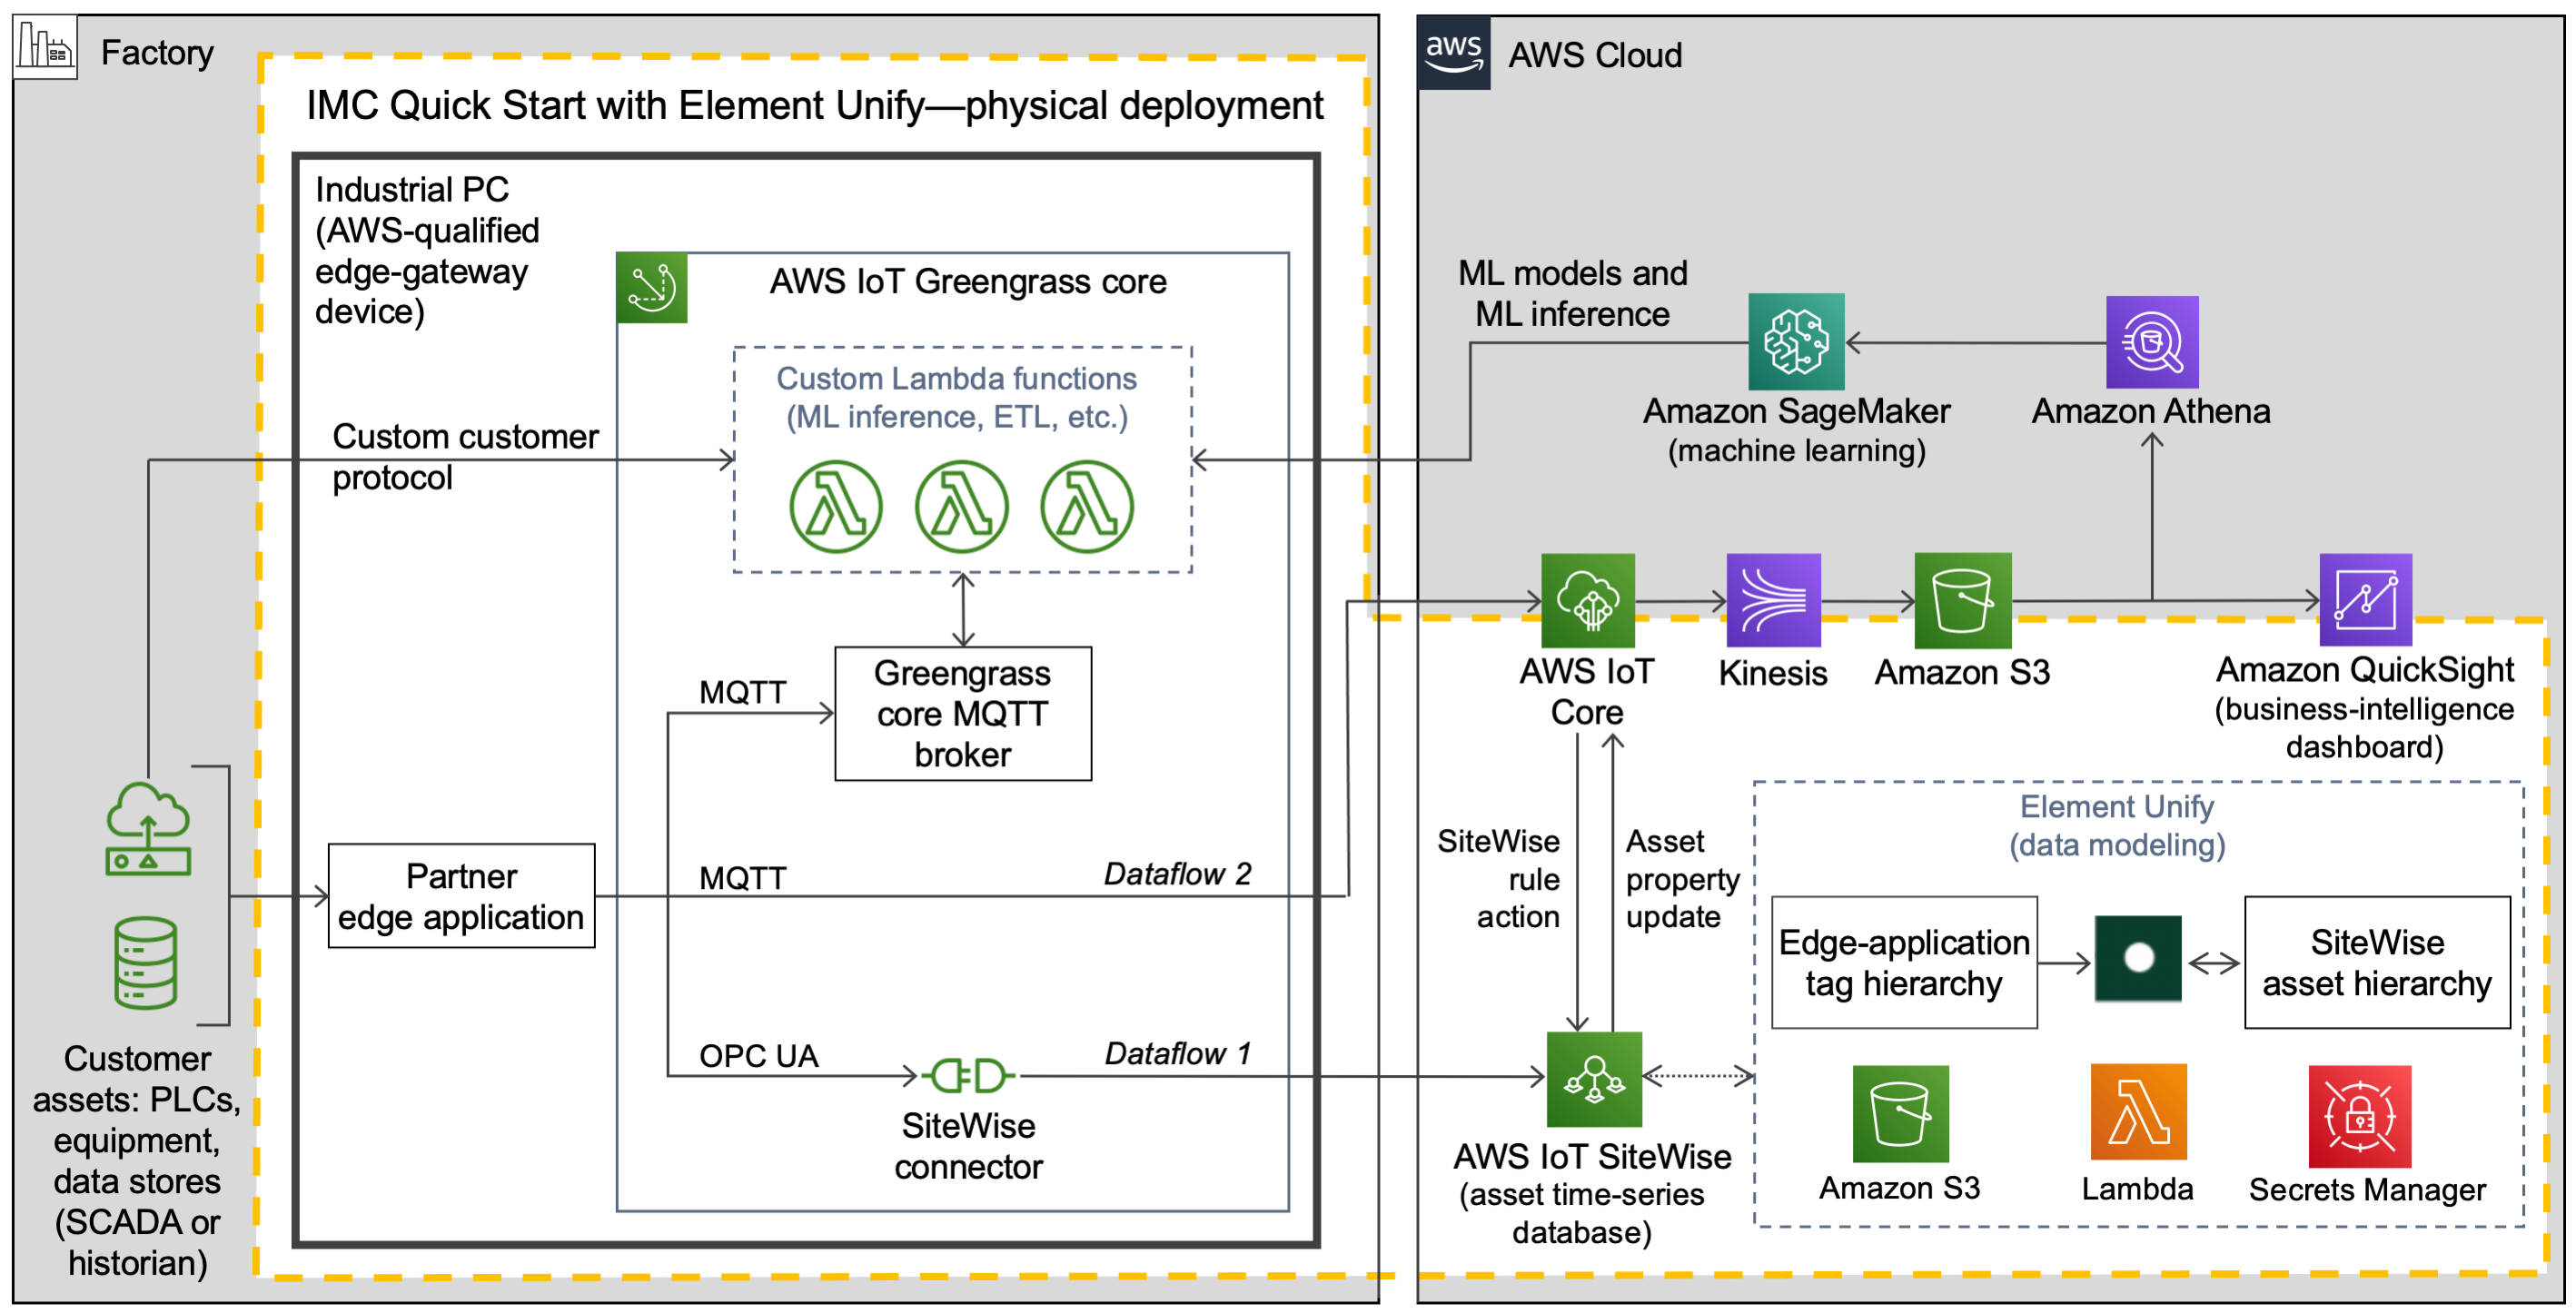 Factory
IMC Quick Start with Element Unify—physical deployment
Industrial PC
(AWS-qualified
edge-gateway
device)
AWS IoT Greengrass core
Custom Lambda functions
(ML inference, ETL, etc.)
Custom customer
protocol
MQTT
Greengrass
core MQTT
broker
Partner
edge application
MQTT
Dataflow 2
OPC UA
Dataflow 1
SiteWise
connector
Customer
assets: PLCs,
equipment,
data stores
(SCADA or
historian)
aws
AWS Cloud
ML models and
ML inference
Amazon SageMaker
(machine learning)
Amazon Athena
AWS IoT
Core
Kinesis
Amazon S3
Amazon QuickSight
(business-intelligence
dashboard)
SiteWise
rule
action
Asset
property
update
Element Unify
(data modeling)
Edge-application
tag hierarchy
SiteWise
asset hierarchy
AWS IoT SiteWise
(asset time-series
database)
Amazon S3
Lambda
Secrets Manager